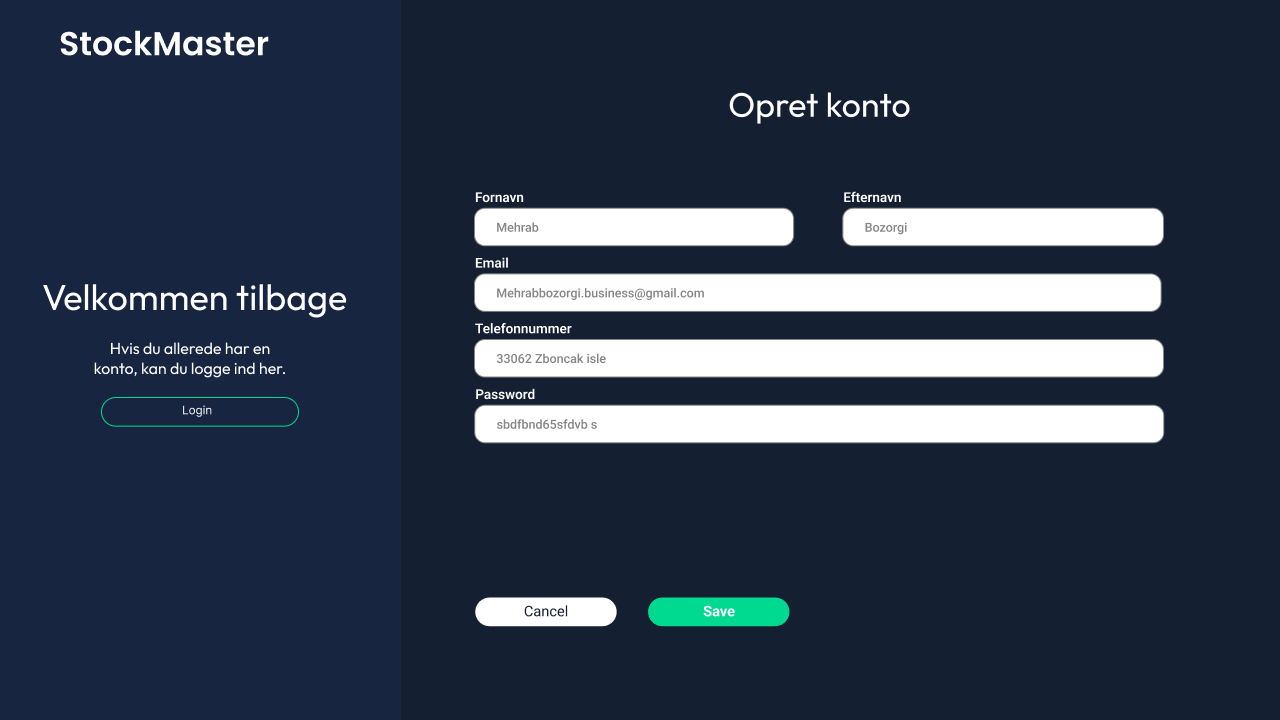 StockMaster
Opret konto
Fornavn
Efternavn
Mehrab
Bozorgi
Email
Mehrabbozorgi.business@gmail.com
Telefonnummer
33062 Zboncak isle
Password
sbdfbnd65sfdvb s
Velkommen tilbage
Hvis du allerede har en
konto, kan du logge ind her.
Login
Cancel
Save